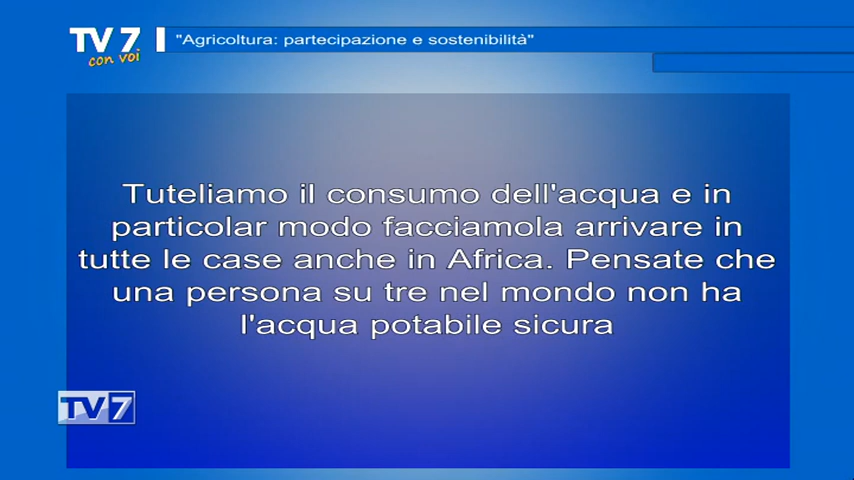 TV7
con voi
"Agricoltura: partecipazione e sostenibilità"
Tuteliamo il consumo dell'acqua e in
particolar modo facciamola arrivare in
tutte le case anche in Africa. Pensate che
una persona su tre nel mondo non ha
l'acqua potabile sicura
TV7